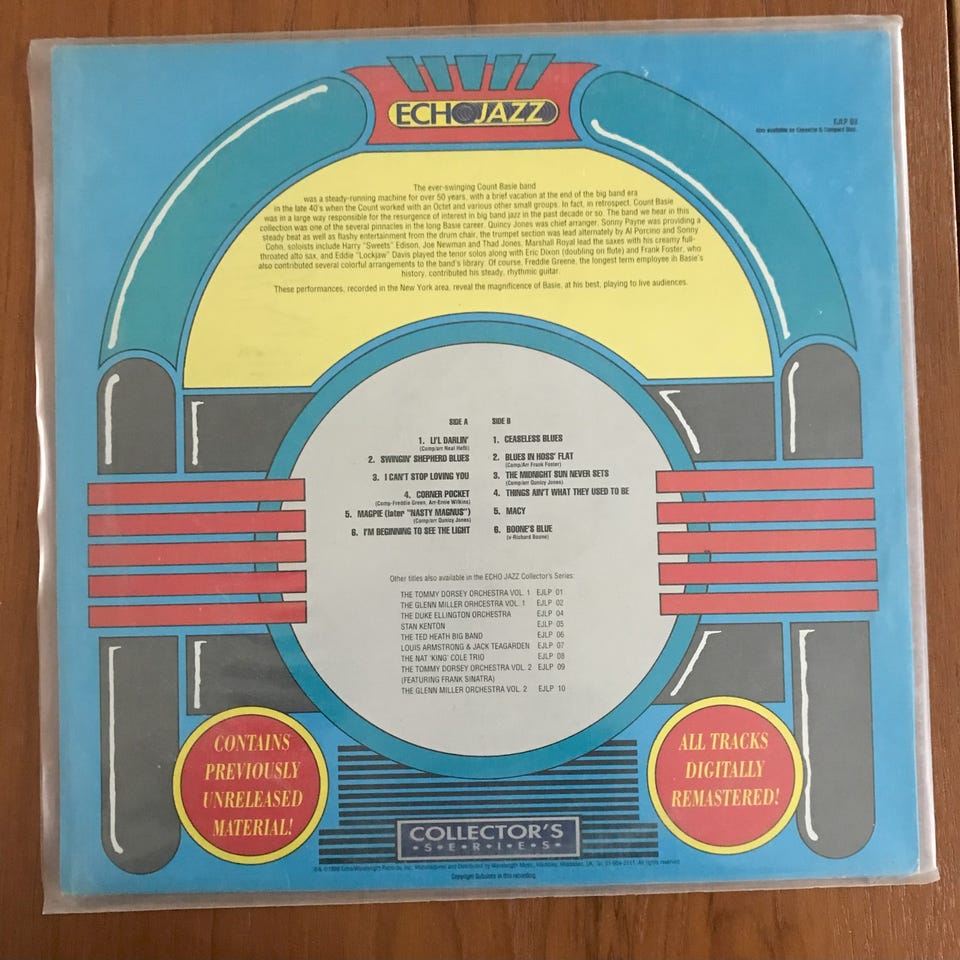 ECHO JAZZ
EJLP 03
Also available on Cassette & Compact Disc.
The ever-swinging Count Basie band
was a steady-running machine for over 50 years, with a brief vacation at the end of the big band era
in the late 40's when the Count worked with an Octet and various other small groups. In fact, in retrospect, Count Basie
was in a large way responsible for the resurgence of interest in big band jazz in the past decade or so. The band we hear in this
collection was one of the several pinnacles in the long Basie career. Quincy Jones was chief arranger. Sonny Payne was providing a
steady beat as well as flashy entertainment from the drum chair, the trumpet section was lead alternately by Al Porcino and Sonny
Cohn, soloists include Harry "Sweets" Edison, Joe Newman and Thad Jones. Marshall Royal lead the saxes with his creamy full-
throated alto sax, and Eddie "Lockjaw" Davis played the tenor solos along with Eric Dixon (doubling on flute) and Frank Foster, who
also contributed several colorful arrangements to the band's library. Of course, Freddie Greene, the longest term employee in Basie's
history, contributed his steady, rhythmic guitar.
These performances, recorded in the New York area, reveal the magnificence of Basie, at his best, playing to live audiences.
SIDE A
1. LI'L DARLIN'
(Comp/arr Neal Hefti)
2. SWINGIN' SHEPHERD BLUES
3. I CAN'T STOP LOVING YOU
4. CORNER POCKET
(Comp-Freddie Green, Arr-Ernie Wilkins)
5. MAGPIE (later "NASTY MAGNUS")
(Comp/arr Qunicy Jones)
6. I'M BEGINNING TO SEE THE LIGHT
SIDE B
1. CEASELESS BLUES
2. BLUES IN HOSS' FLAT
(Comp/Arr Frank Foster)
3. THE MIDNIGHT SUN NEVER SETS
(Comp/arr Qunicy Jones)
4. THINGS AIN'T WHAT THEY USED TO BE
5. MACY
6. BOONE'S BLUE
(v-Richard Boone)
Other titles also available in the ECHO JAZZ Collector's Series:
THE TOMMY DORSEY ORCHESTRA VOL. 1 EJLP 01
THE GLENN MILLER ORHCESTRA VOL. 1 EJLP 02
THE DUKE ELLINGTON ORCHESTRA EJLP 04
STAN KENTON EJLP 05
THE TED HEATH BIG BAND EJLP 06
LOUIS ARMSTRONG & JACK TEAGARDEN EJLP 07
THE NAT 'KING' COLE TRIO EJLP 08
THE TOMMY DORSEY ORCHESTRA VOL. 2 EJLP 09
(FEATURING FRANK SINATRA)
THE GLENN MILLER ORCHESTRA VOL. 2 EJLP 10
CONTAINS
PREVIOUSLY
UNRELEASED
MATERIAL!
ALL TRACKS
DIGITALLY
REMASTERED!
COLLECTOR'S
S•E•R•I•E•S
Echo/Wavelength Records, Inc. Manufactured and Distributed by Wavelength Music, All rights reserved
Copyright Subsists in this recording.